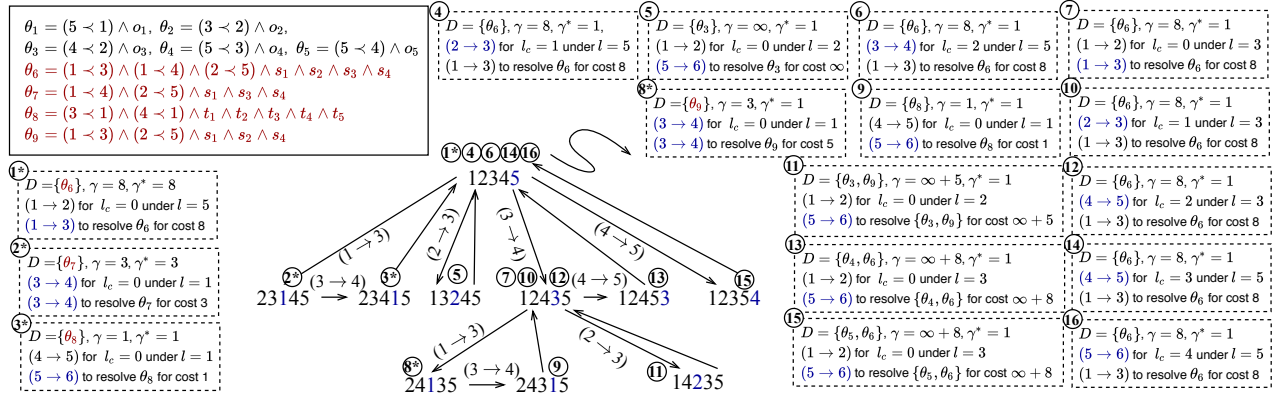 θ₁ = (5 ≺ 1) ∧ o₁, θ₂ = (3 ≺ 2) ∧ o₂,
θ₃ = (4 ≺ 2) ∧ o₃, θ₄ = (5 ≺ 3) ∧ o₄, θ₅ = (5 ≺ 4) ∧ o₅
θ₆ = (1 ≺ 3) ∧ (1 ≺ 4) ∧ (2 ≺ 5) ∧ s₁ ∧ s₂ ∧ s₃ ∧ s₄
θ₇ = (1 ≺ 4) ∧ (2 ≺ 5) ∧ s₁ ∧ s₃ ∧ s₄
θ₈ = (3 ≺ 1) ∧ (4 ≺ 1) ∧ t₁ ∧ t₂ ∧ t₃ ∧ t₄ ∧ t₅
θ₉ = (1 ≺ 3) ∧ (2 ≺ 5) ∧ s₁ ∧ s₂ ∧ s₄
4
D = {θ₆}, γ = 8, γ* = 1,
(2 → 3) for l_c = 1 under l = 5
(1 → 3) to resolve θ₆ for cost 8
5
D = {θ₃}, γ = ∞, γ* = 1
(1 → 2) for l_c = 0 under l = 2
(5 → 6) to resolve θ₃ for cost ∞
6
D = {θ₆}, γ = 8, γ* = 1
(3 → 4) for l_c = 2 under l = 5
(1 → 3) to resolve θ₆ for cost 8
7
D = {θ₆}, γ = 8, γ* = 1
(1 → 2) for l_c = 0 under l = 3
(1 → 3) to resolve θ₆ for cost 8
8*
D = {θ₉}, γ = 3, γ* = 1
(3 → 4) for l_c = 0 under l = 1
(3 → 4) to resolve θ₉ for cost 5
9
D = {θ₈}, γ = 1, γ* = 1
(4 → 5) for l_c = 0 under l = 1
(5 → 6) to resolve θ₈ for cost 1
10
D = {θ₆}, γ = 8, γ* = 1
(2 → 3) for l_c = 1 under l = 3
(1 → 3) to resolve θ₆ for cost 8
1*
D = {θ₆}, γ = 8, γ* = 8
(1 → 2) for l_c = 0 under l = 5
(1 → 3) to resolve θ₆ for cost 8
2*
D = {θ₇}, γ = 3, γ* = 3
(3 → 4) for l_c = 0 under l = 1
(3 → 4) to resolve θ₇ for cost 3
3*
D = {θ₈}, γ = 1, γ* = 1
(4 → 5) for l_c = 0 under l = 1
(5 → 6) to resolve θ₈ for cost 1
1* 4 6 14 16
12345
(1 → 3) (2 → 3) (3 → 4) (4 → 5)
2* 3* 5 7 10 12 13 15
23145 (3 → 4) 23415 13245 12435 (4 → 5) 12453 12354
(1 → 3) (2 → 3)
8* 9 11
24135 (3 → 4) 24315 14235
11
D = {θ₃, θ₉}, γ = ∞ + 5, γ* = 1
(1 → 2) for l_c = 0 under l = 2
(5 → 6) to resolve {θ₃, θ₉} for cost ∞ + 5
12
D = {θ₆}, γ = 8, γ* = 1
(4 → 5) for l_c = 2 under l = 3
(1 → 3) to resolve θ₆ for cost 8
13
D = {θ₄, θ₆}, γ = ∞ + 8, γ* = 1
(1 → 2) for l_c = 0 under l = 3
(5 → 6) to resolve {θ₄, θ₆} for cost ∞ + 8
14
D = {θ₆}, γ = 8, γ* = 1
(4 → 5) for l_c = 3 under l = 5
(1 → 3) to resolve θ₆ for cost 8
15
D = {θ₅, θ₆}, γ = ∞ + 8, γ* = 1
(1 → 2) for l_c = 0 under l = 3
(5 → 6) to resolve {θ₅, θ₆} for cost ∞ + 8
16
D = {θ₆}, γ = 8, γ* = 1
(5 → 6) for l_c = 4 under l = 5
(1 → 3) to resolve θ₆ for cost 8